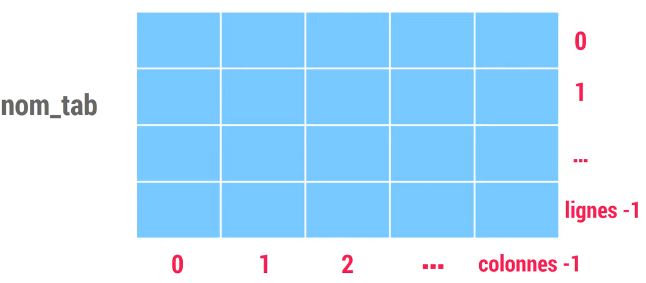 0
nom_tab
1
...
lignes -1
0 1 2 ... colonnes -1